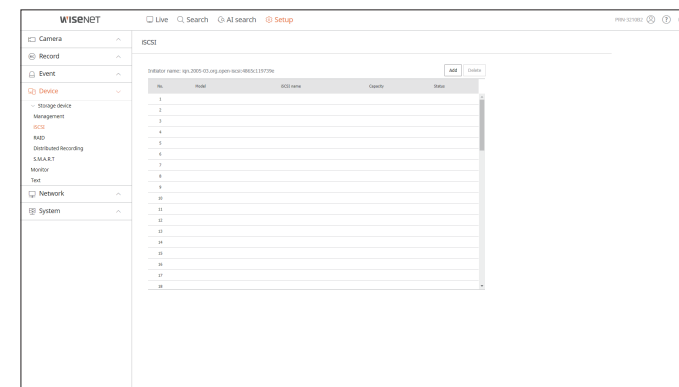 WISENET
Live Search AI search Setup
Camera
Record
Event
Device
Storage device
Management
iSCSI
RAID
Distributed Recording
S.M.A.R.T
Monitor
Text
Network
System
iSCSI
Add Delete
No. Model iSCSI name Capacity Status
1
2
3
4
5
6
7
8
9
10
11
12
13
14
15
16
17
18